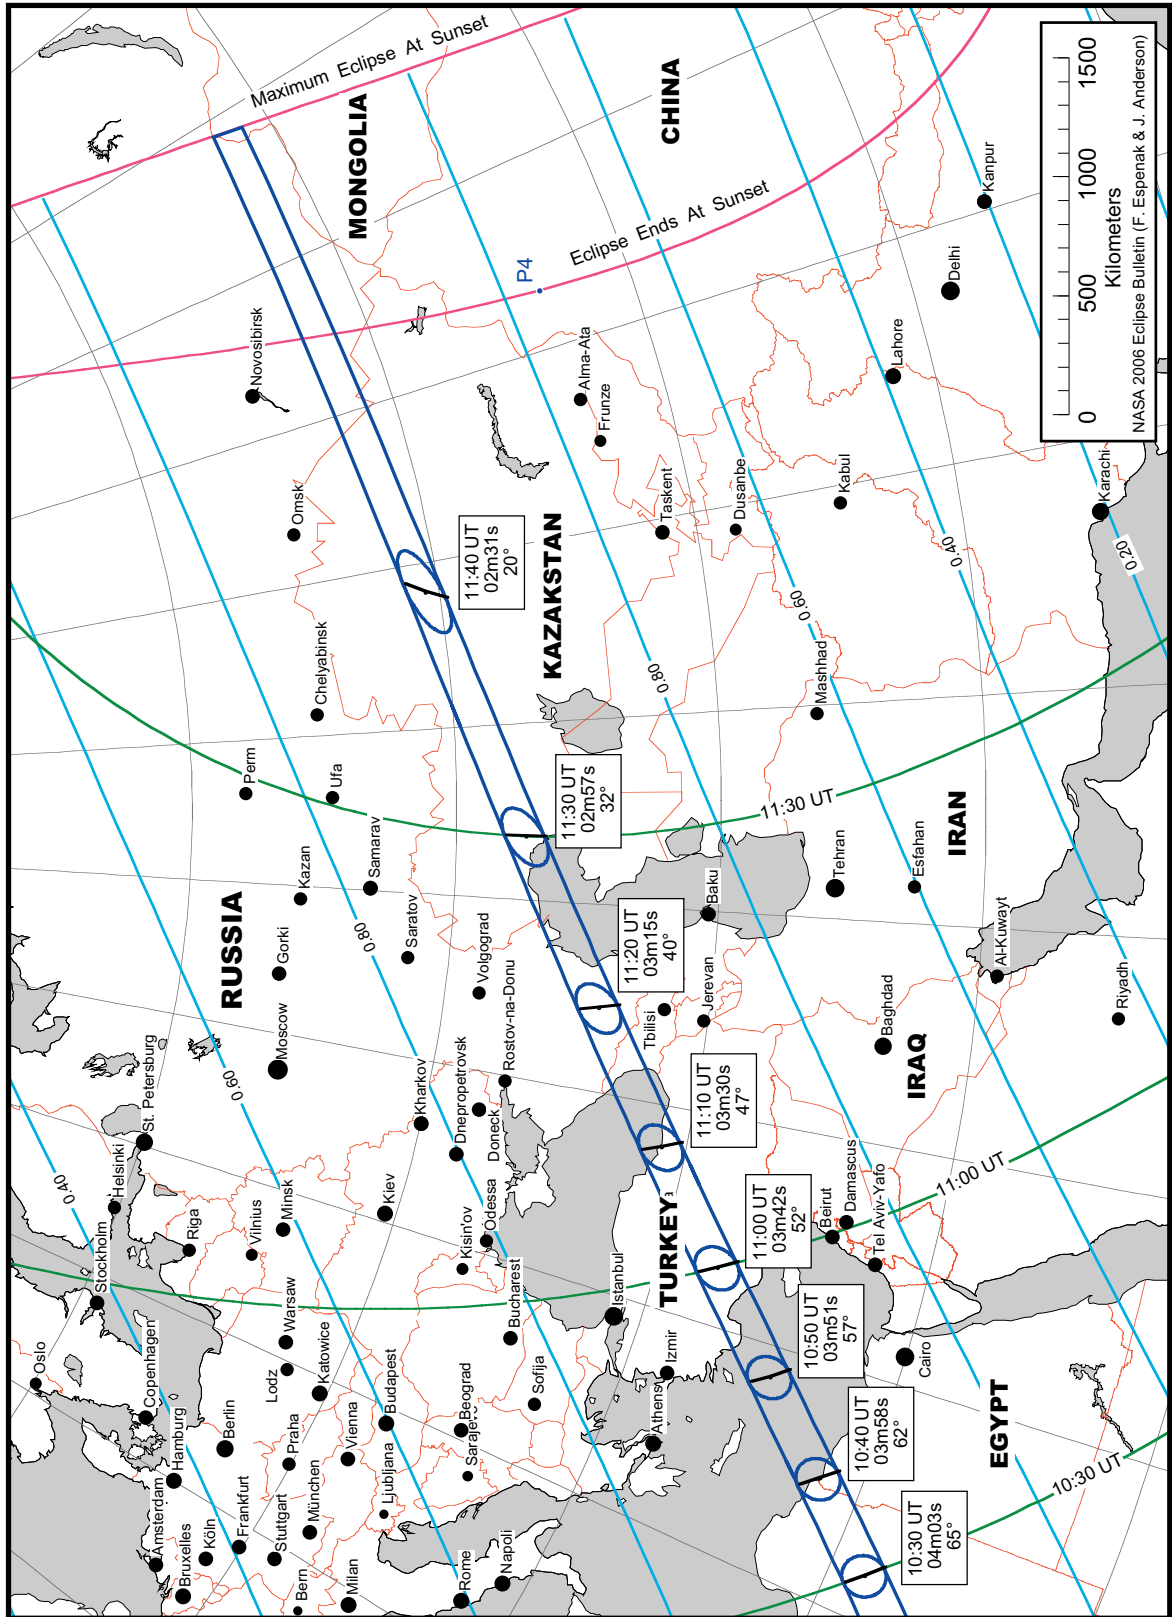 Maximum Eclipse At Sunset
Eclipse Ends At Sunset
MONGOLIA
CHINA
P4
Novosibirsk
Omsk
Chelyabinsk
Perm
Ufa
Kazan
Samarav
Saratov
Gorki
RUSSIA
Moscow
St. Petersburg
Helsinki
Stockholm
Oslo
Copenhagen
Hamburg
Amsterdam
Bruxelles
Köln
Frankfurt
Berlin
Stuttgart
München
Bern
Milan
Praha
Lodz
Warsaw
Katowice
Vienna
Budapest
Ljubljana
Riga
Vilnius
Minsk
Kiev
Kharkov
Dnepropetrovsk
Doneck
Rostov-na-Donu
Volgograd
Kisin'ov
Odessa
Bucharest
Beograd
Sarajevo
Sofija
Rome
Napoli
Athens
Izmir
Istanbul
TURKEY
Tbilisi
Jerevan
Baku
KAZAKSTAN
Alma-Ata
Frunze
Taskent
Dusanbe
Kabul
Mashhad
Tehran
Esfahan
IRAN
Baghdad
IRAQ
Al-Kuwayt
Riyadh
Beirut
Damascus
Tel Aviv-Yafo
Cairo
EGYPT
Lahore
Delhi
Kanpur
Karachi
0.40
0.60
0.80
0.80
0.60
0.40
0.20
10:30 UT
11:00 UT
11:30 UT
10:30 UT
04m03s
65°
10:40 UT
03m58s
62°
10:50 UT
03m51s
57°
11:00 UT
03m42s
52°
11:10 UT
03m30s
47°
11:20 UT
03m15s
40°
11:30 UT
02m57s
32°
11:40 UT
02m31s
20°
0 500 1000 1500
Kilometers
NASA 2006 Eclipse Bulletin (F. Espenak & J. Anderson)